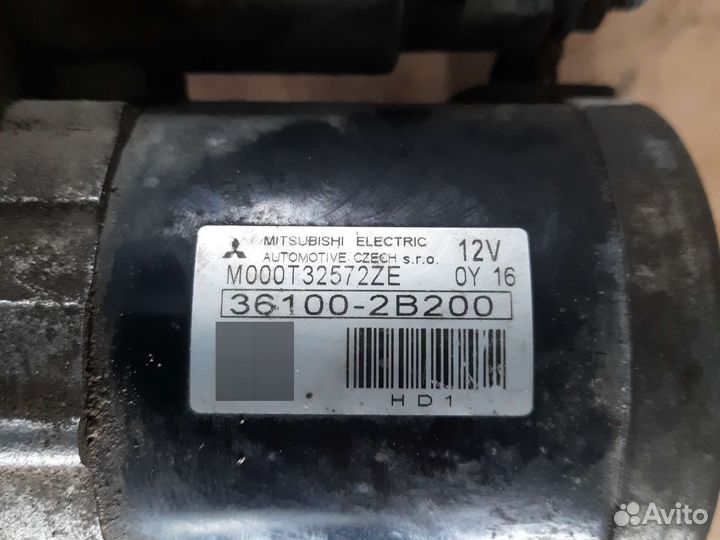 MITSUBISHI ELECTRIC
AUTOMOTIVE CZECH s.r.o. 12V
M000T32572ZE 0Y 16
36100-2B200
HD1
Avito